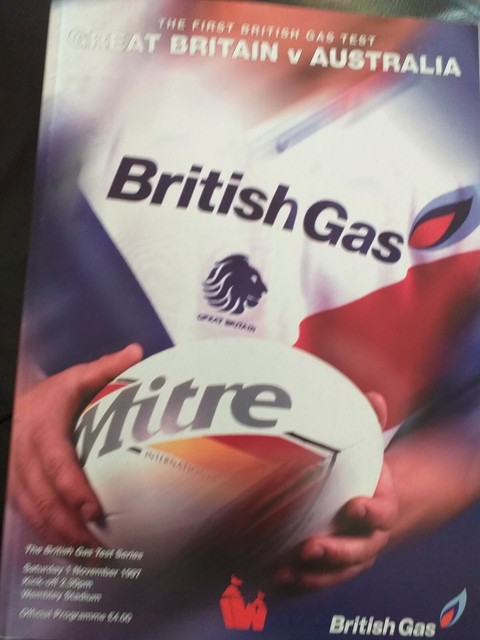 THE FIRST BRITISH GAS TEST
GREAT BRITAIN v AUSTRALIA
British Gas
GREAT BRITAIN
Mitre
INTERNATIONAL
The British Gas Test Series
Saturday 1 November 1997
Kick-off 2.30pm
Wembley Stadium
Official Programme £4.00
British Gas